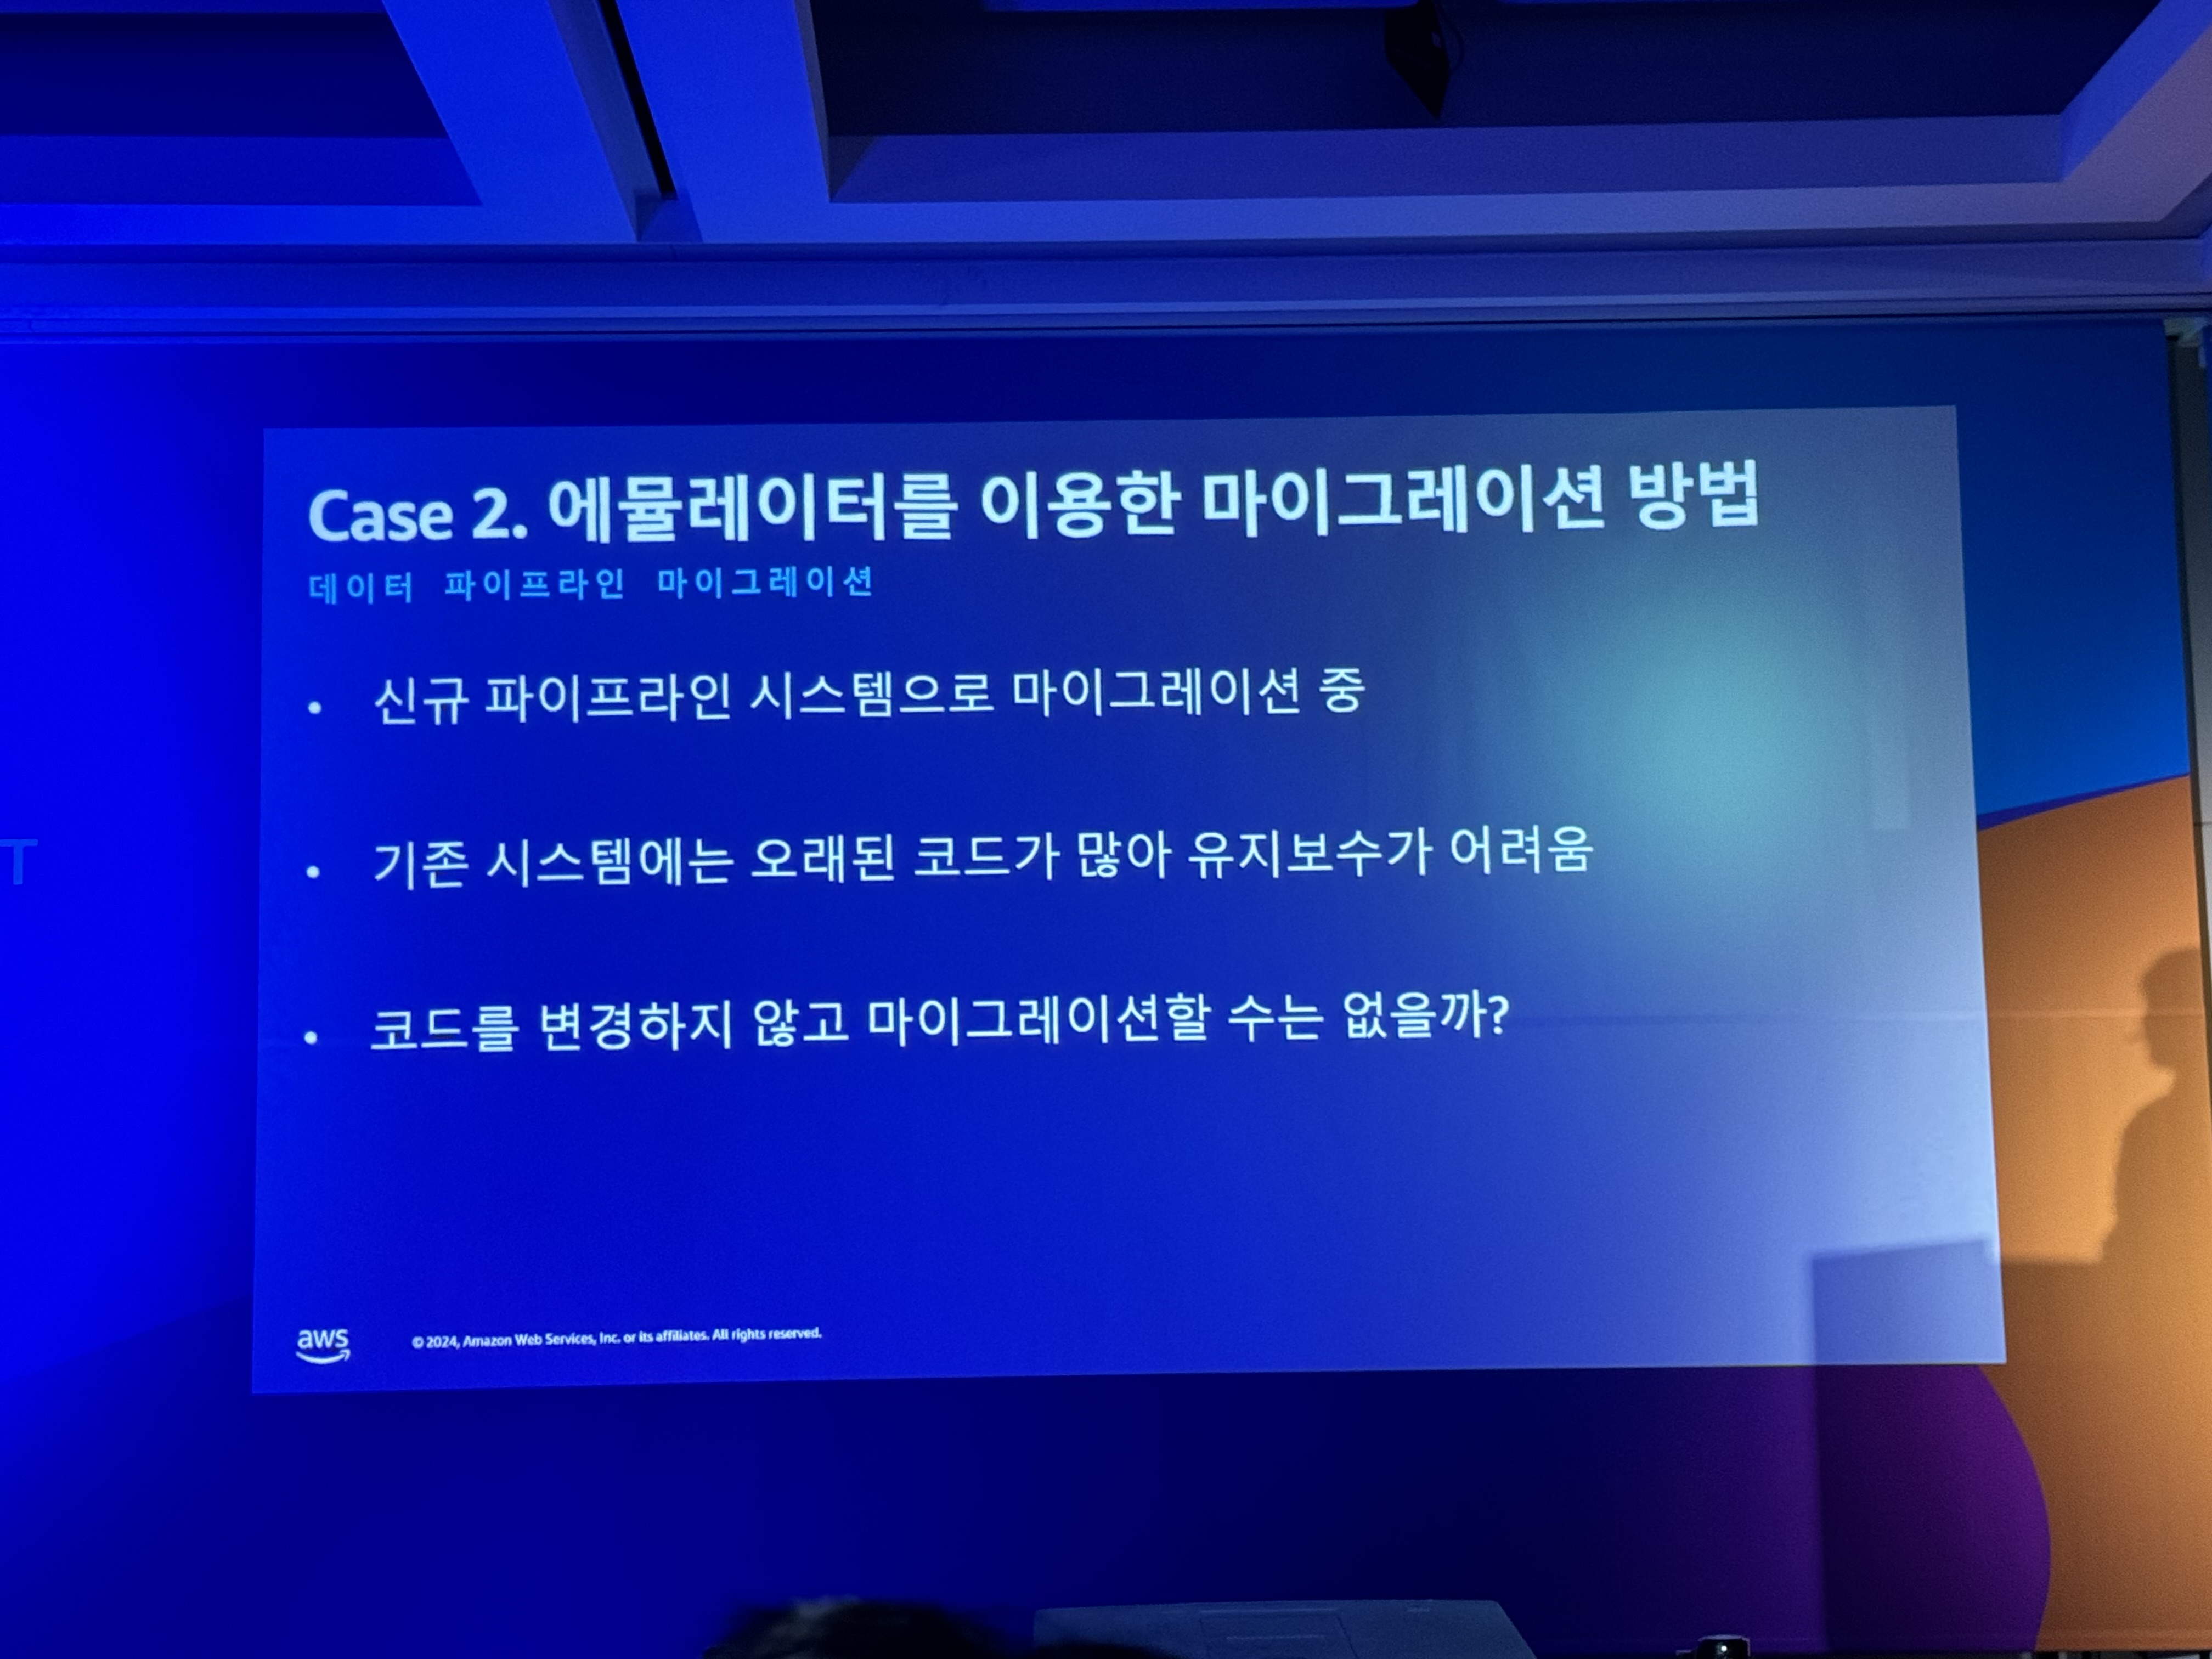 Case 2. 에뮬레이터를 이용한 마이그레이션 방법
데이터 파이프라인 마이그레이션
• 신규 파이프라인 시스템으로 마이그레이션 중
• 기존 시스템에는 오래된 코드가 많아 유지보수가 어려움
• 코드를 변경하지 않고 마이그레이션할 수는 없을까?
aws © 2024, Amazon Web Services, Inc. or its affiliates. All rights reserved.
T